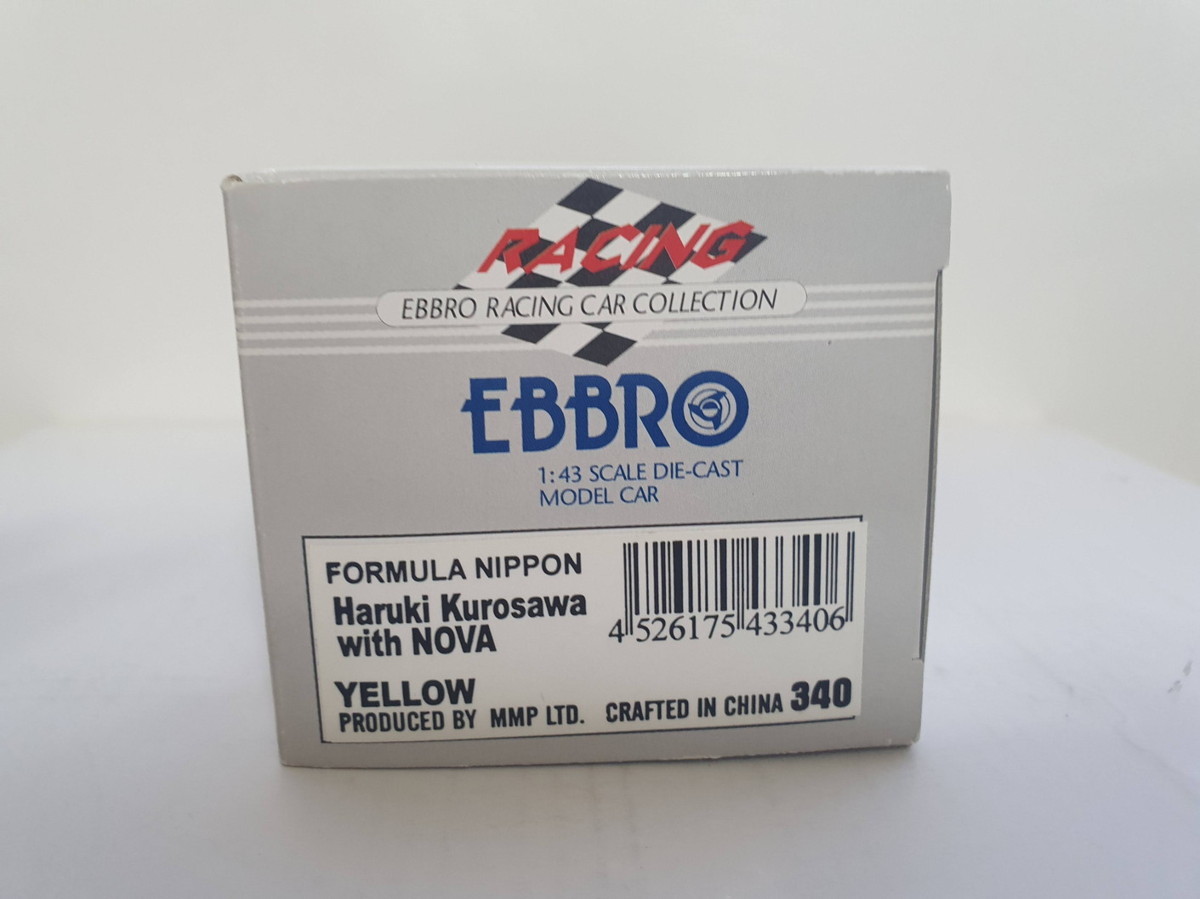 RACING
EBBRO RACING CAR COLLECTION
EBBRO
1:43 SCALE DIE-CAST
MODEL CAR
FORMULA NIPPON
Haruki Kurosawa
with NOVA
4 526175 433406
YELLOW
PRODUCED BY MMP LTD. CRAFTED IN CHINA 340